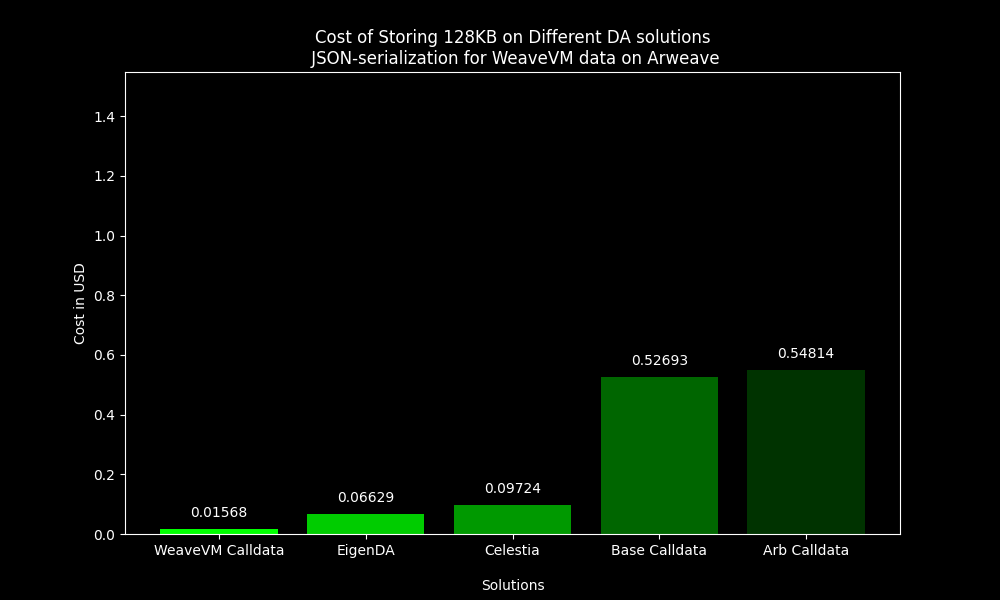 Cost of Storing 128KB on Different DA solutions
JSON-serialization for WeaveVM data on Arweave
1.4
1.2
1.0
0.8
0.6
0.4
0.2
0.0
Cost in USD
0.01568
0.06629
0.09724
0.52693
0.54814
WeaveVM Calldata
EigenDA
Celestia
Base Calldata
Arb Calldata
Solutions